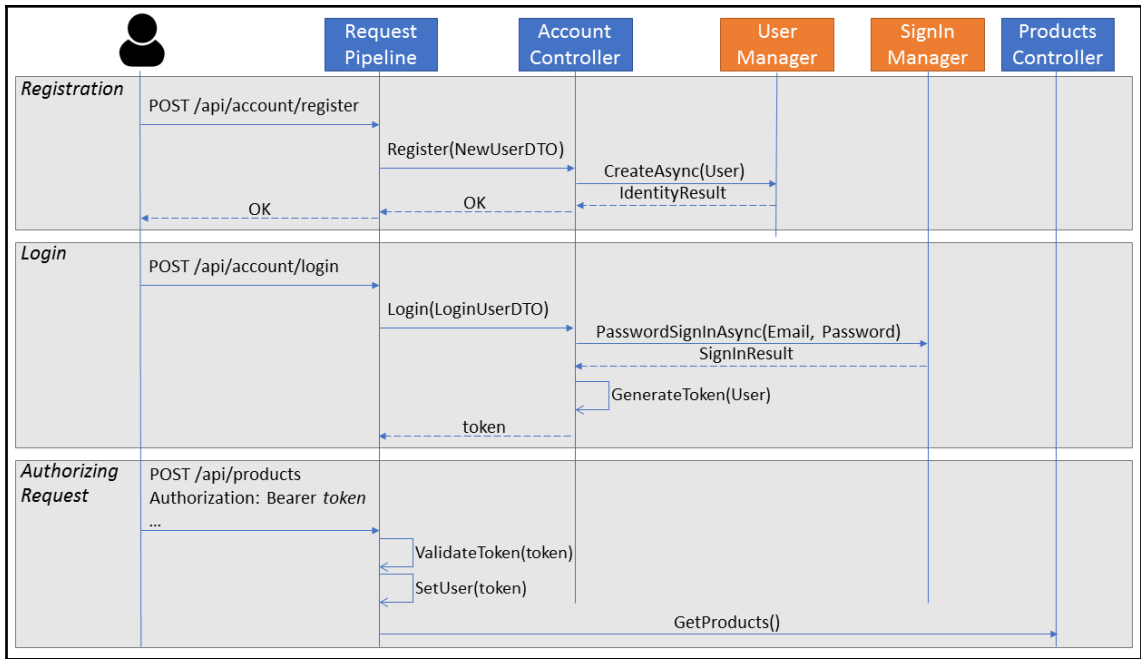 Request
Pipeline
Account
Controller
User
Manager
SignIn
Manager
Products
Controller
Registration
POST /api/account/register
Register(NewUserDTO)
CreateAsync(User)
IdentityResult
OK
OK
Login
POST /api/account/login
Login(LoginUserDTO)
PasswordSignInAsync(Email, Password)
SignInResult
GenerateToken(User)
token
Authorizing
Request
POST /api/products
Authorization: Bearer token
...
ValidateToken(token)
SetUser(token)
GetProducts()